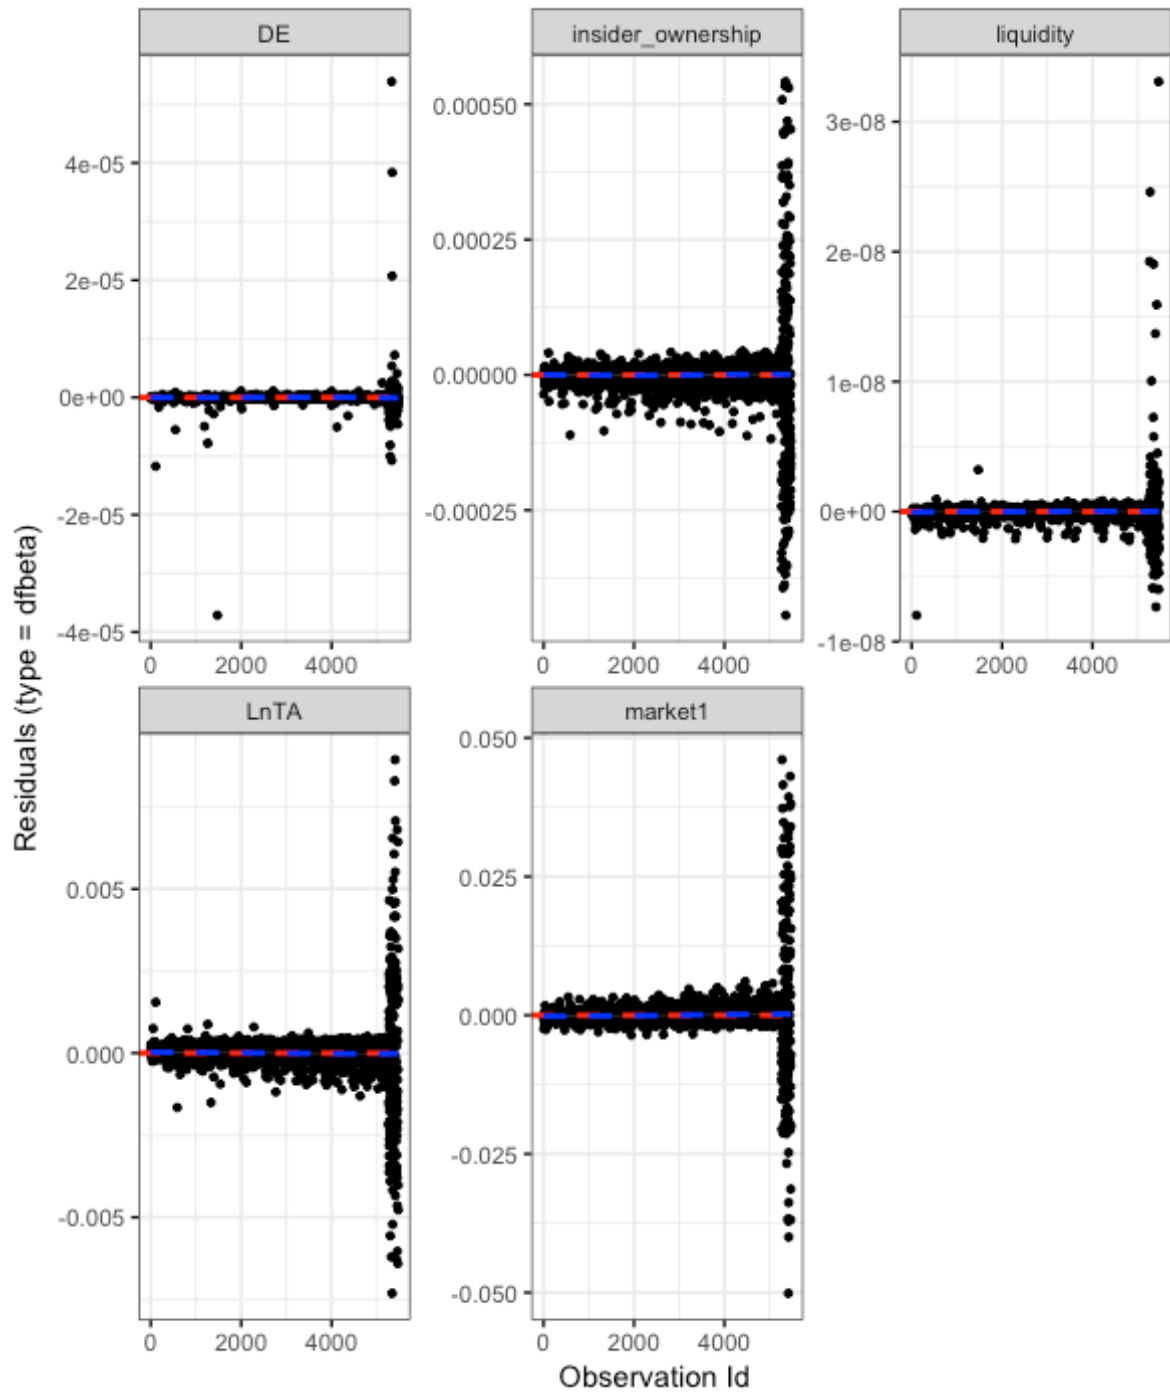 DE
insider_ownership
liquidity
4e-05
2e-05
0e+00
-2e-05
-4e-05
0 2000 4000
0.00050
0.00025
0.00000
-0.00025
0 2000 4000
3e-08
2e-08
1e-08
0e+00
-1e-08
0 2000 4000
Residuals (type = dfbeta)
LnTA
market1
0.005
0.000
-0.005
0 2000 4000
0.050
0.025
0.000
-0.025
-0.050
0 2000 4000
Observation Id